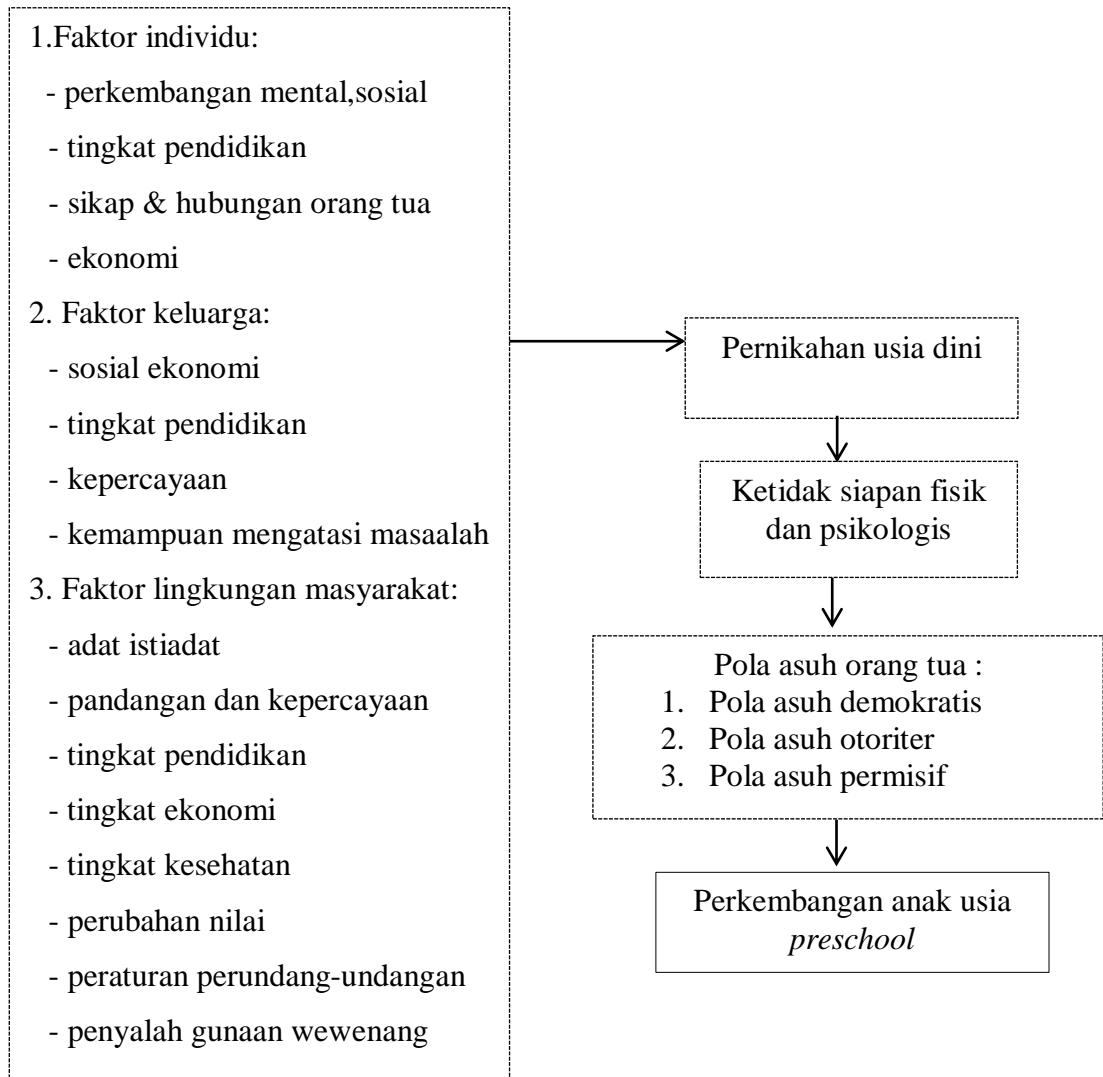 1.Faktor individu:
- perkembangan mental,sosial
- tingkat pendidikan
- sikap & hubungan orang tua
- ekonomi
2. Faktor keluarga:
- sosial ekonomi
- tingkat pendidikan
- kepercayaan
- kemampuan mengatasi masaalah
3. Faktor lingkungan masyarakat:
- adat istiadat
- pandangan dan kepercayaan
- tingkat pendidikan
- tingkat ekonomi
- tingkat kesehatan
- perubahan nilai
- peraturan perundang-undangan
- penyalah gunaan wewenang
Pernikahan usia dini
Ketidak siapan fisik
dan psikologis
Pola asuh orang tua :
1. Pola asuh demokratis
2. Pola asuh otoriter
3. Pola asuh permisif
Perkembangan anak usia
preschool